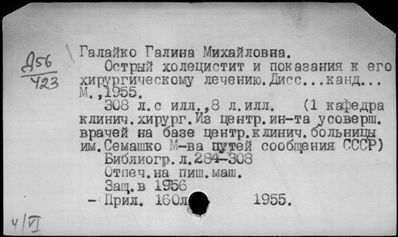 Д56
423
Галайко Галина Михайловна.
Острый холецистит и показания к его
хирургическому лечению.Дисс...канд...
М.,1955.
308 л.с илл.,8 л.илл. (1 кафедра
клинич.хирург.Из центр.ин-та усоверш.
врачей на базе центр.клинич.больницы
им.Семашко М-ва путей сообщения СССР)
Библиогр.л.284-308
Отпеч.на пиш.маш.
Защ.в 1956
- Прил. 160л 1955.
4/VI